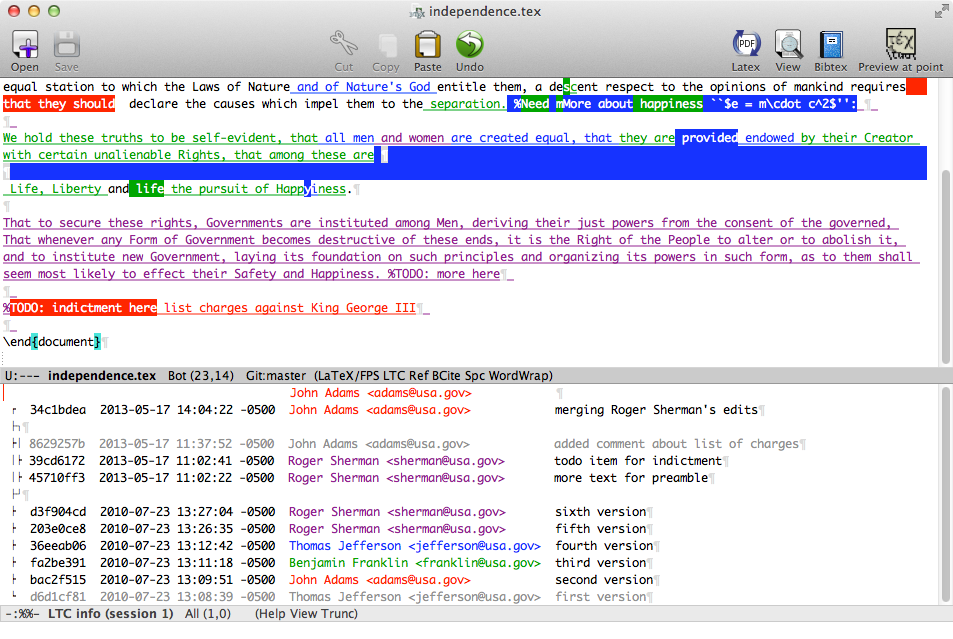 independence.tex
Open Save Cut Copy Paste Undo Latex View Bibtex Preview at point
PDF
equal station to which the Laws of Nature and of Nature's God entitle them, a descent respect to the opinions of mankind requires
that they should declare the causes which impel them to the separation. %Need mMore about happiness ``$e = m\cdot c^2$'':¶
¶
We hold these truths to be self-evident, that all men and women are created equal, that they are provided endowed by their Creator
with certain unalienable Rights, that among these are ¶
¶
Life, Liberty and life the pursuit of Happyiness.¶
¶
That to secure these rights, Governments are instituted among Men, deriving their just powers from the consent of the governed,
That whenever any Form of Government becomes destructive of these ends, it is the Right of the People to alter or to abolish it,
and to institute new Government, laying its foundation on such principles and organizing its powers in such form, as to them shall
seem most likely to effect their Safety and Happiness. %TODO: more here¶
¶
%TODO: indictment here list charges against King George III¶
¶
\end{document}¶
U:--- independence.tex Bot (23,14) Git:master (LaTeX/FPS LTC Ref BCite Spc WordWrap)
John Adams <adams@usa.gov> ¶
34c1bdea 2013-05-17 14:04:22 -0500 John Adams <adams@usa.gov> merging Roger Sherman's edits¶
¶
8629257b 2013-05-17 11:37:52 -0500 John Adams <adams@usa.gov> added comment about list of charges¶
39cd6172 2013-05-17 11:02:41 -0500 Roger Sherman <sherman@usa.gov> todo item for indictment¶
45710ff3 2013-05-17 11:02:22 -0500 Roger Sherman <sherman@usa.gov> more text for preamble¶
¶
d3f904cd 2010-07-23 13:27:04 -0500 Roger Sherman <sherman@usa.gov> sixth version¶
203e0ce8 2010-07-23 13:26:35 -0500 Roger Sherman <sherman@usa.gov> fifth version¶
36eeab06 2010-07-23 13:12:42 -0500 Thomas Jefferson <jefferson@usa.gov> fourth version¶
fa2be391 2010-07-23 13:11:18 -0500 Benjamin Franklin <franklin@usa.gov> third version¶
bac2f515 2010-07-23 13:09:51 -0500 John Adams <adams@usa.gov> second version¶
d6d1cf81 2010-07-23 13:08:39 -0500 Thomas Jefferson <jefferson@usa.gov> first version¶
-:%%- LTC info (session 1) All (1,0) (Help View Trunc)